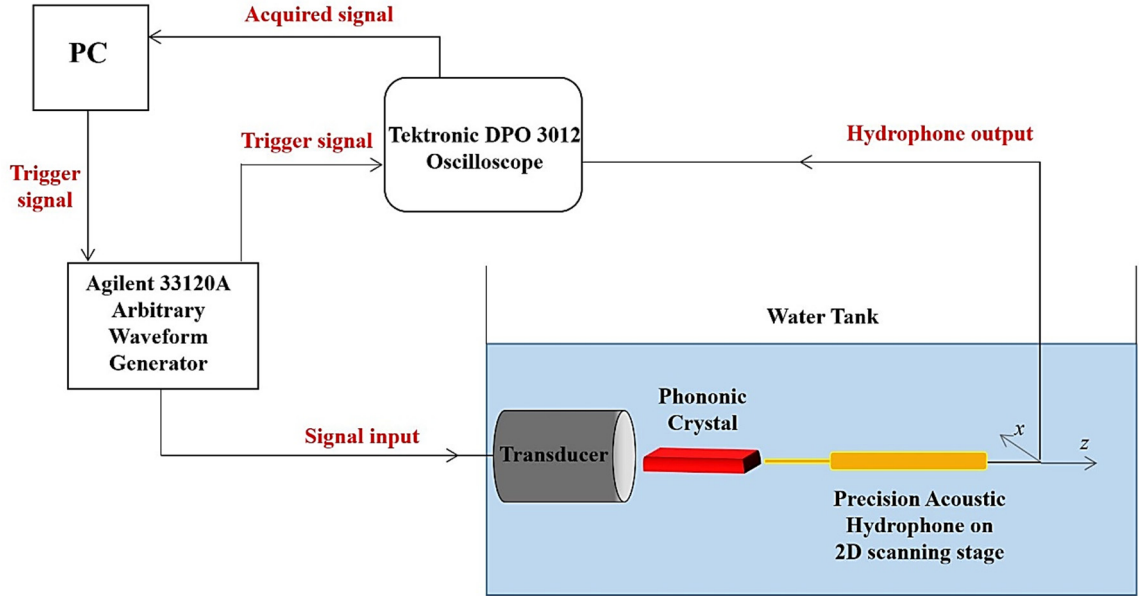 Acquired signal
PC
Tektronic DPO 3012
Oscilloscope
Trigger signal
Hydrophone output
Trigger
signal
Agilent 33120A
Arbitrary
Waveform
Generator
Water Tank
Phononic
Crystal
Signal input
Transducer
x
z
Precision Acoustic
Hydrophone on
2D scanning stage